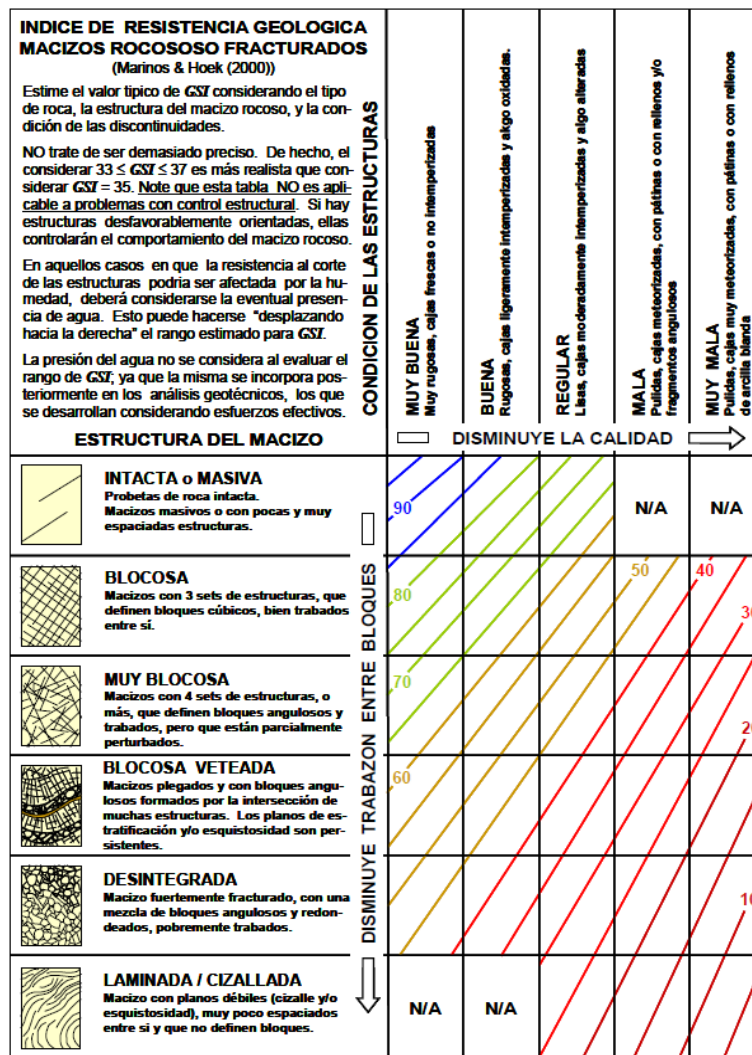 INDICE DE RESISTENCIA GEOLOGICA
MACIZOS ROCOSOSO FRACTURADOS
(Marinos & Hoek (2000))
Estime el valor tipico de GSI considerando el tipo
de roca, la estructura del macizo rocoso, y la con-
dición de las discontinuidades.
NO trate de ser demasiado preciso. De hecho, el
considerar 33 ≤ GSI ≤ 37 es más realista que con-
siderar GSI = 35. Note que esta tabla NO es apli-
cable a problemas con control estructural. Si hay
estructuras desfavorablemente orientadas, ellas
controlarán el comportamiento del macizo rocoso.
En aquellos casos en que la resistencia al corte
de las estructuras podria ser afectada por la hu-
medad, deberá considerarse la eventual presen-
cia de agua. Esto puede hacerse "desplazando
hacia la derecha" el rango estimado para GSI.
La presión del agua no se considera al evaluar el
rango de GSI; ya que la misma se incorpora pos-
teriormente en los análisis geotécnicos, los que
se desarrollan considerando esfuerzos efectivos.
CONDICION DE LAS ESTRUCTURAS
MUY BUENA
Muy rugosas, cajas frescas o no intemperizadas
BUENA
Rugosas, cajas ligeramente intemperizadas y akgo oxidadas.
REGULAR
Lisas, cajas moderadamente intemperizadas y algo alteradas
MALA
Pulidas, cajas meteorizadas, con pátinas o con rellenos y/o
fragmentos angulosos
MUY MALA
Pulidas, cajas muy meteorizadas, con pátinas o con rellenos
de arcilla blanda
ESTRUCTURA DEL MACIZO
DISMINUYE LA CALIDAD
DISMINUYE TRABAZON ENTRE BLOQUES
INTACTA o MASIVA
Probetas de roca intacta.
Macizos masivos o con pocas y muy
espaciadas estructuras.
90
N/A
N/A
BLOCOSA
Macizos con 3 sets de estructuras, que
definen bloques cúbicos, bien trabados
entre sí.
80
50
40
30
MUY BLOCOSA
Macizos con 4 sets de estructuras, o
más, que definen bloques angulosos y
trabados, pero que están parcialmente
perturbados.
70
20
BLOCOSA VETEADA
Macizos plegados y con bloques angu-
losos formados por la intersección de
muchas estructuras. Los planos de es-
tratificación y/o esquistosidad son per-
sistentes.
60
DESINTEGRADA
Macizo fuertemente fracturado, con una
mezcla de bloques angulosos y redon-
deados, pobremente trabados.
10
LAMINADA / CIZALLADA
Macizo con planos débiles (cizalle y/o
esquistosidad), muy poco espaciados
entre si y que no definen bloques.
N/A
N/A